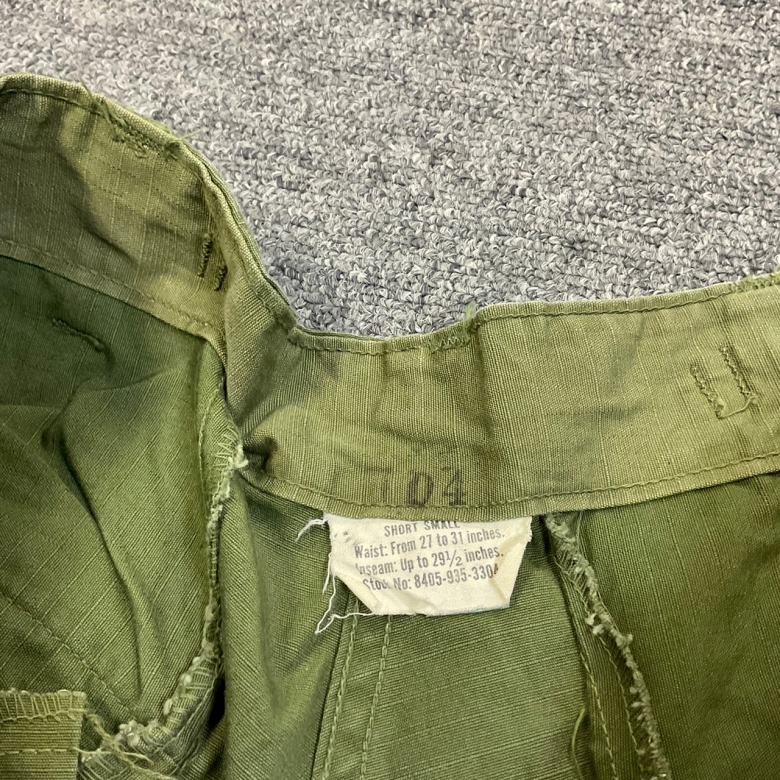 104
SHORT SMALL
Waist: From 27 to 31 inches.
Inseam: Up to 29½ inches.
Stock No: 8405-935-3304